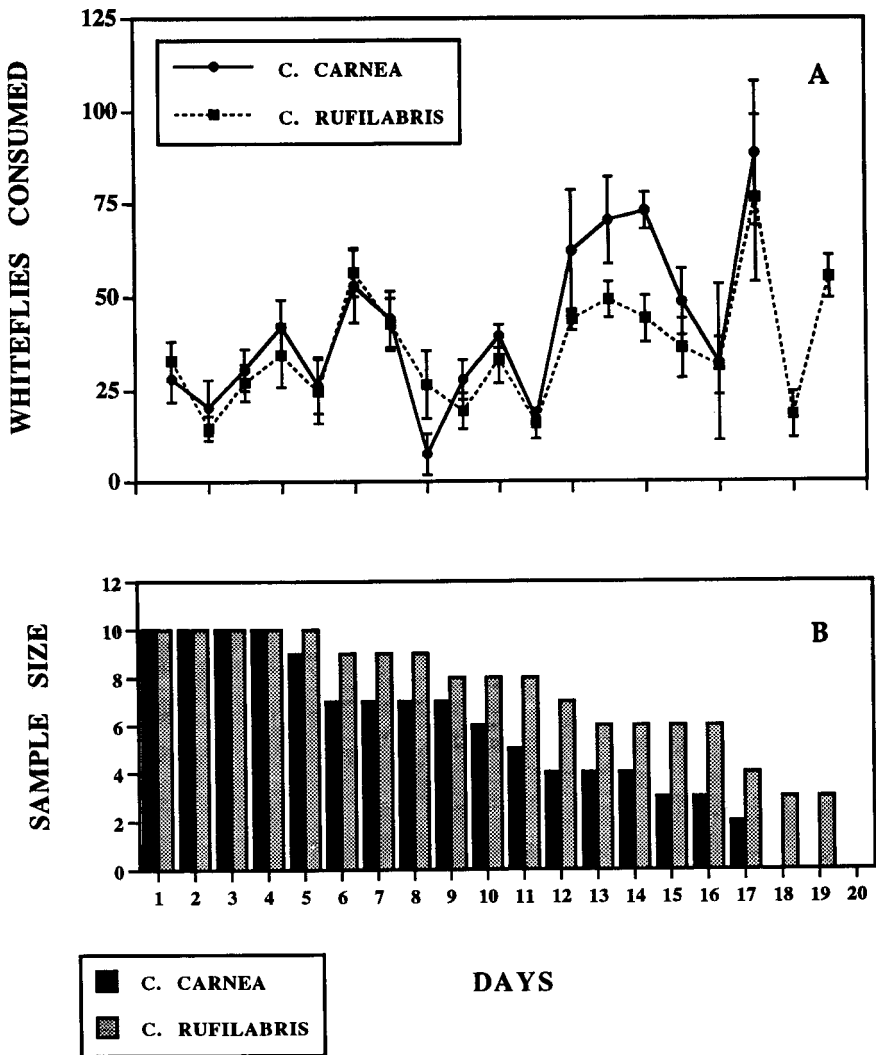 125
100
75
50
25
0
WHITEFLIES CONSUMED
C. CARNEA
C. RUFILABRIS
A
12
10
8
6
4
2
0
SAMPLE SIZE
B
1 2 3 4 5 6 7 8 9 10 11 12 13 14 15 16 17 18 19 20
DAYS
C. CARNEA
C. RUFILABRIS